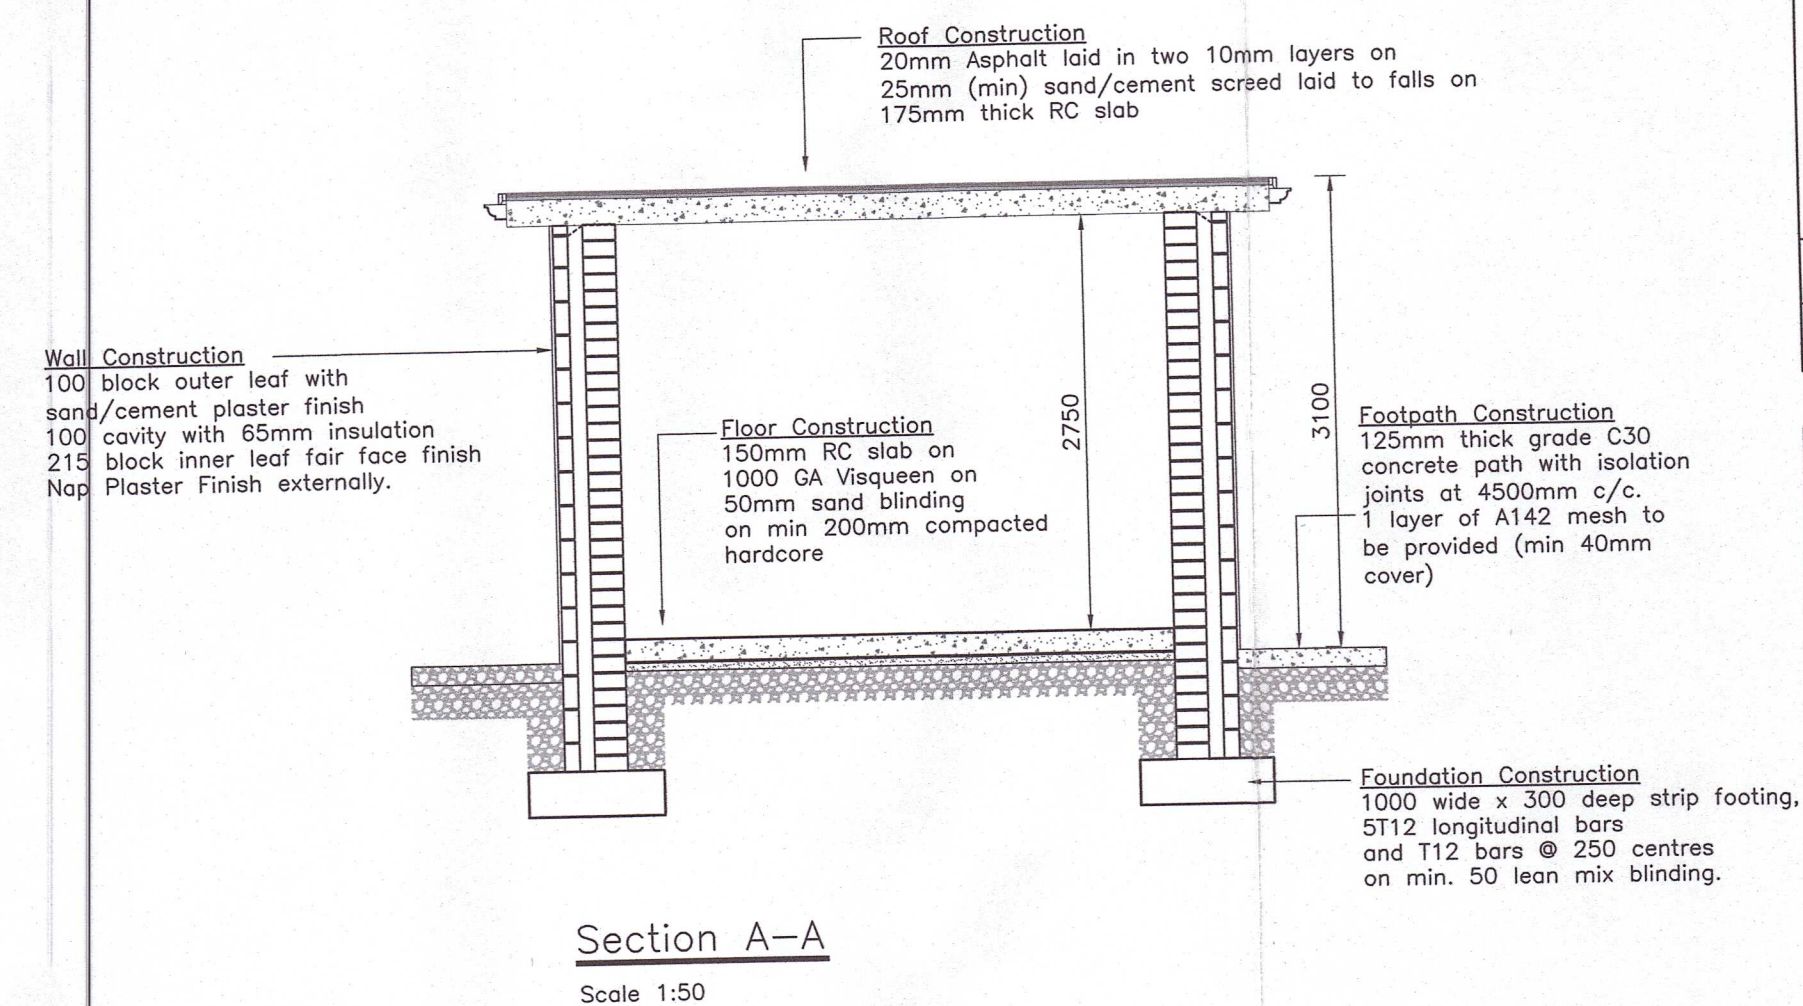 Roof Construction
20mm Asphalt laid in two 10mm layers on
25mm (min) sand/cement screed laid to falls on
175mm thick RC slab
Wall Construction
100 block outer leaf with
sand/cement plaster finish
100 cavity with 65mm insulation
215 block inner leaf fair face finish
Nap Plaster Finish externally.
Floor Construction
150mm RC slab on
1000 GA Visqueen on
50mm sand blinding
on min 200mm compacted
hardcore
2750
3100
Footpath Construction
125mm thick grade C30
concrete path with isolation
joints at 4500mm c/c.
1 layer of A142 mesh to
be provided (min 40mm
cover)
Foundation Construction
1000 wide x 300 deep strip footing,
5T12 longitudinal bars
and T12 bars @ 250 centres
on min. 50 lean mix blinding.
Section A-A
Scale 1:50